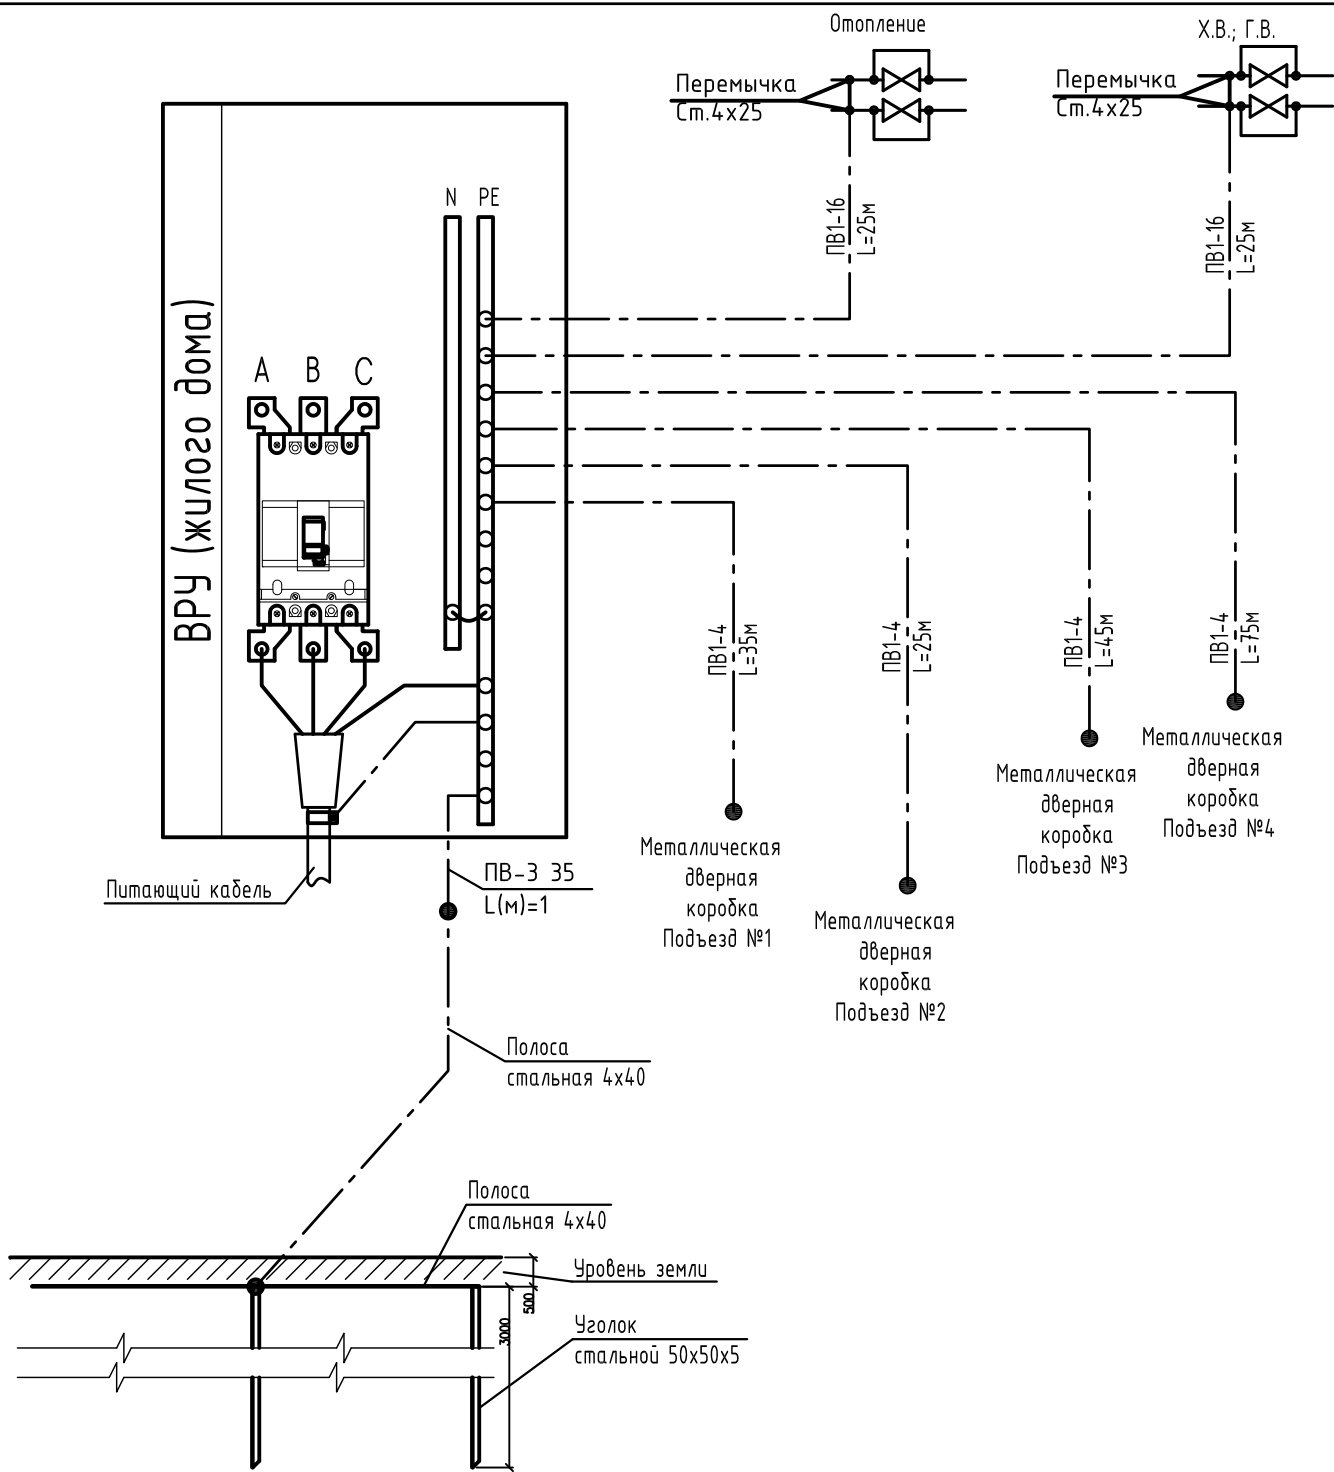 Отопление
Х.В.; Г.В.
Перемычка
Ст.4х25
Перемычка
Ст.4х25
ПВ1-16
L=25м
ПВ1-16
L=25м
N
PE
ВРУ (жилого дома)
A
B
C
ПВ1-4
L=35м
ПВ1-4
L=25м
ПВ1-4
L=45м
ПВ1-4
L=75м
Металлическая
дверная
коробка
Подъезд №4
Металлическая
дверная
коробка
Подъезд №3
Металлическая
дверная
коробка
Подъезд №1
Металлическая
дверная
коробка
Подъезд №2
Питающий кабель
ПВ-3 35
L(м)=1
Полоса
стальная 4х40
Полоса
стальная 4х40
Уровень земли
500
3000
Уголок
стальной 50х50х5